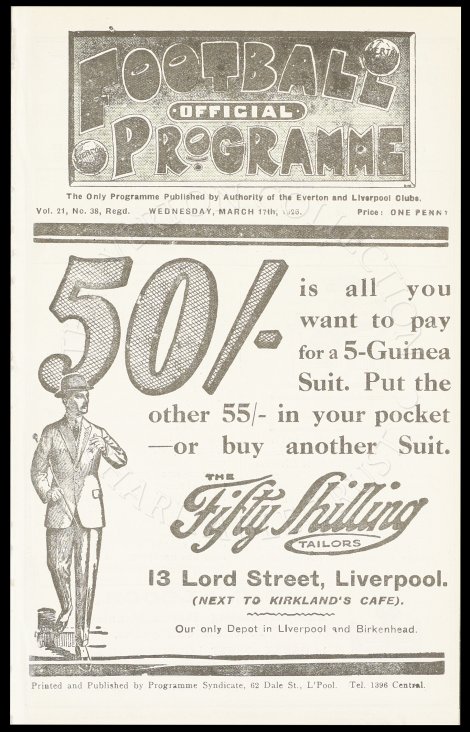 FOOTBALL
OFFICIAL
PROGRAMME
The Only Programme Published by Authority of the Everton and Liverpool Clubs.
Vol. 21, No. 38, Regd. WEDNESDAY, MARCH 17th, 1926. Price: ONE PENNY
50/-
is all you
want to pay
for a 5-Guinea
Suit. Put the
other 55/- in your pocket
—or buy another Suit.
THE
Fifty Shilling
TAILORS
13 Lord Street, Liverpool.
(NEXT TO KIRKLAND'S CAFE).
Our only Depot in Liverpool and Birkenhead.
Printed and Published by Programme Syndicate, 62 Dale St., L'Pool. Tel. 1396 Central.